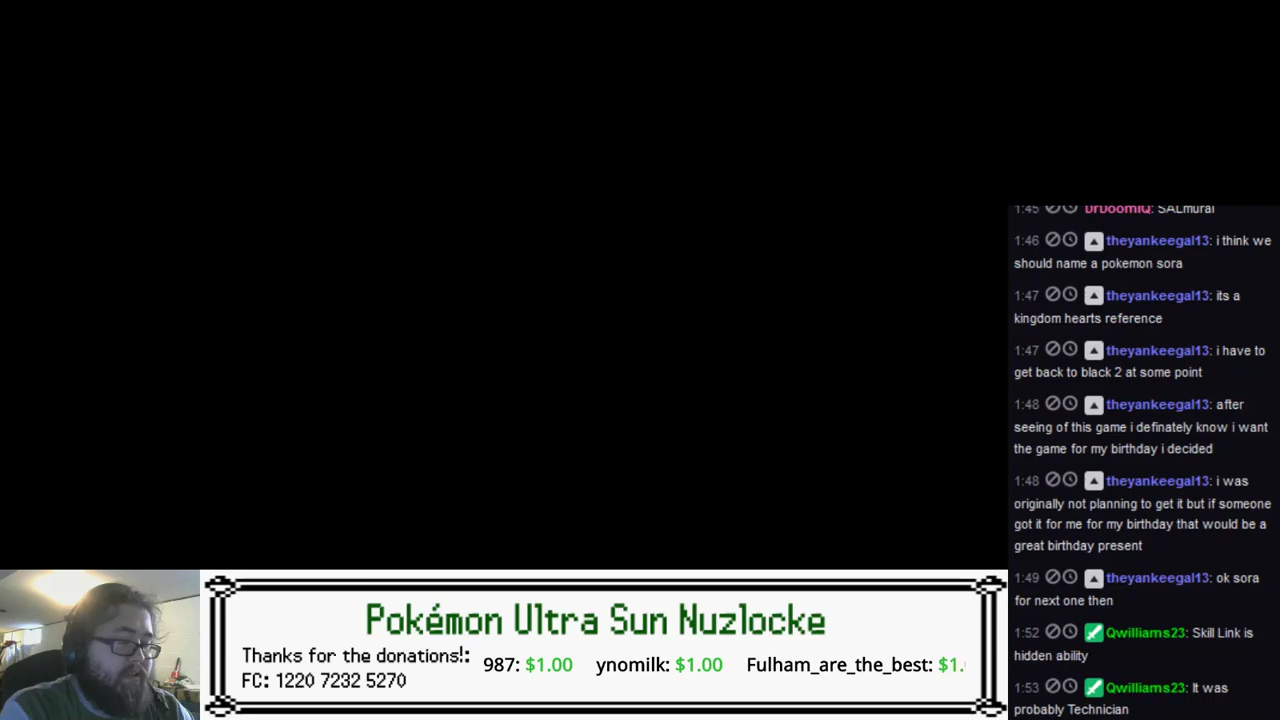 1:45 DrDoomIQ: SALmurai
1:46 theyankeegal13: i think we
should name a pokemon sora
1:47 theyankeegal13: its a
kingdom hearts reference
1:47 theyankeegal13: i have to
get back to black 2 at some point
1:48 theyankeegal13: after
seeing of this game i definately know i want
the game for my birthday i decided
1:48 theyankeegal13: i was
originally not planning to get it but if someone
got it for me for my birthday that would be a
great birthday present
1:49 theyankeegal13: ok sora
for next one then
1:52 Qwilliams23: Skill Link is
hidden ability
1:53 Qwilliams23: It was
probably Technician
Pokémon Ultra Sun Nuzlocke
Thanks for the donations!: 987: $1.00 ynomilk: $1.00 Fulham_are_the_best: $1.
FC: 1220 7232 5270